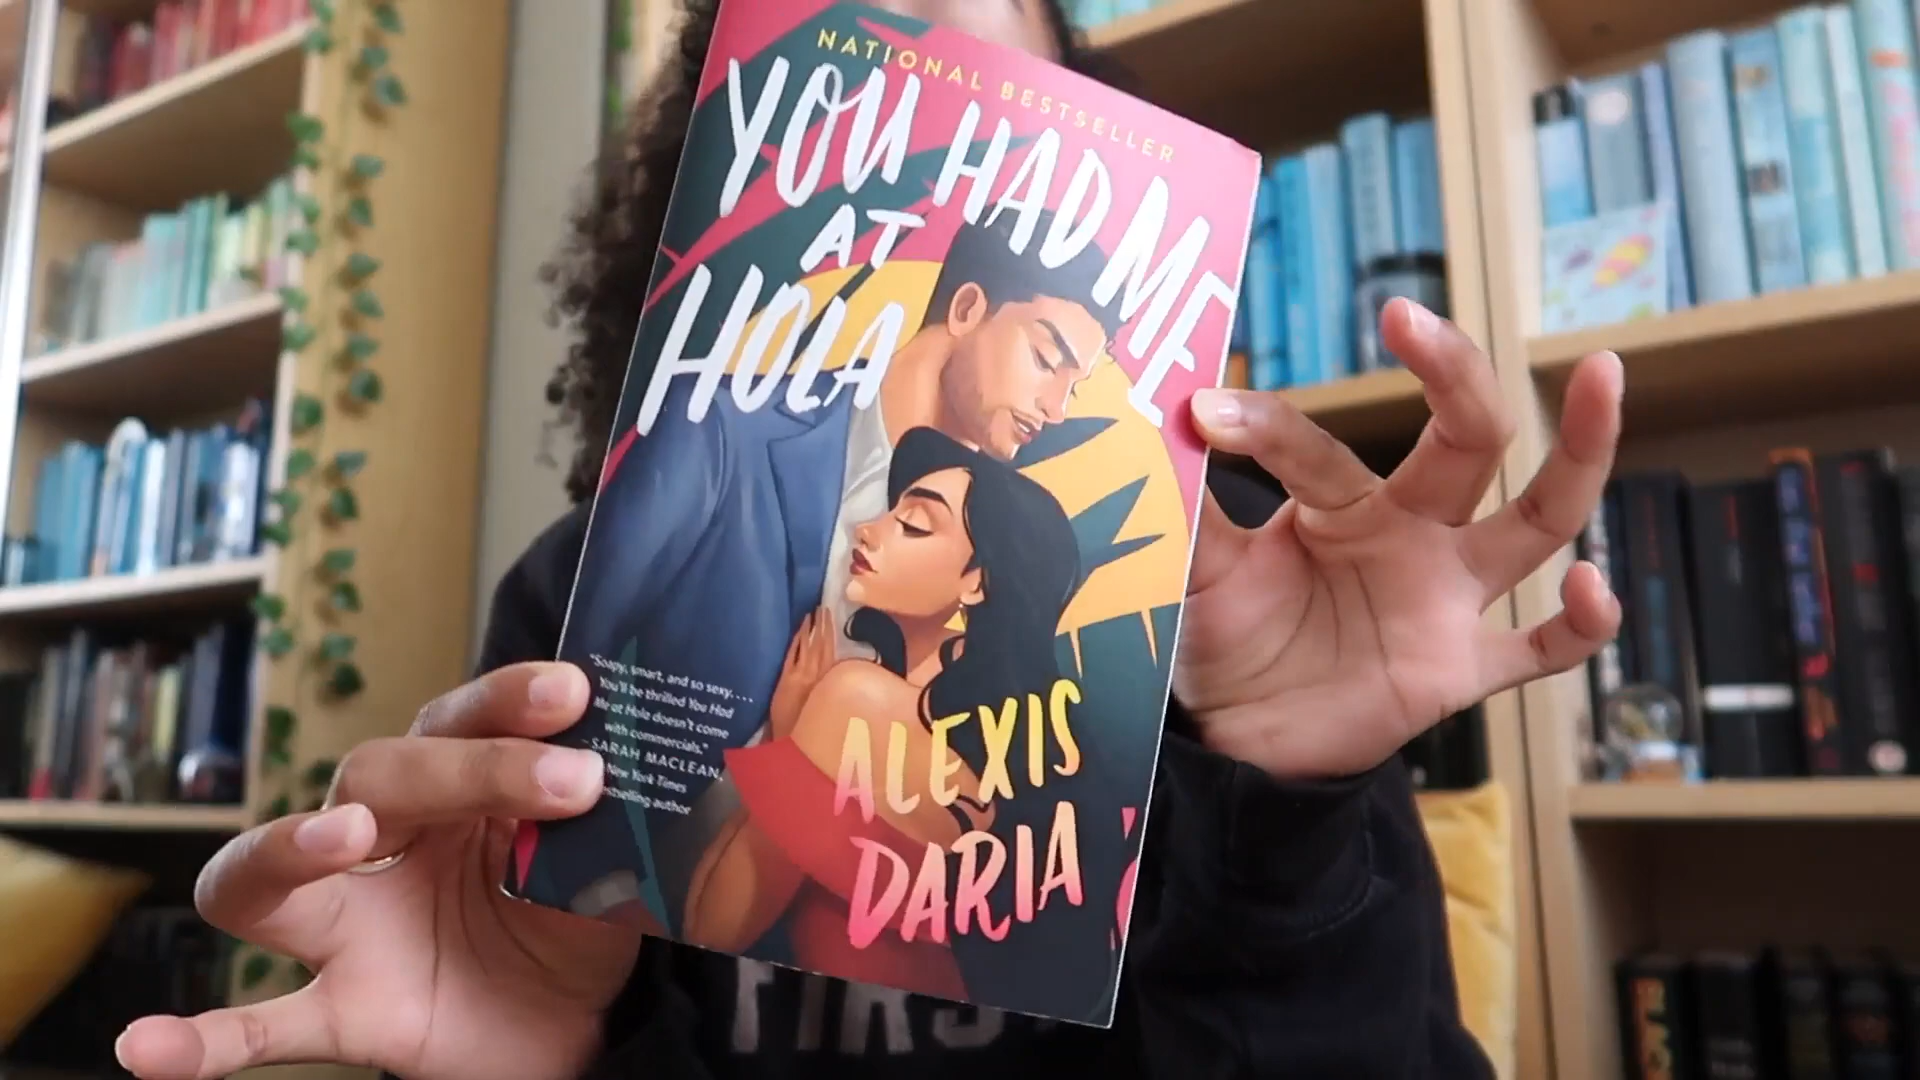 NATIONAL BESTSELLER
YOU HAD ME
AT
HOLA
"Soapy, smart, and so sexy....
You'll be thrilled You Had
Me at Hola doesn't come
with commercials."
–SARAH MACLEAN,
New York Times
bestselling author
ALEXIS
DARIA